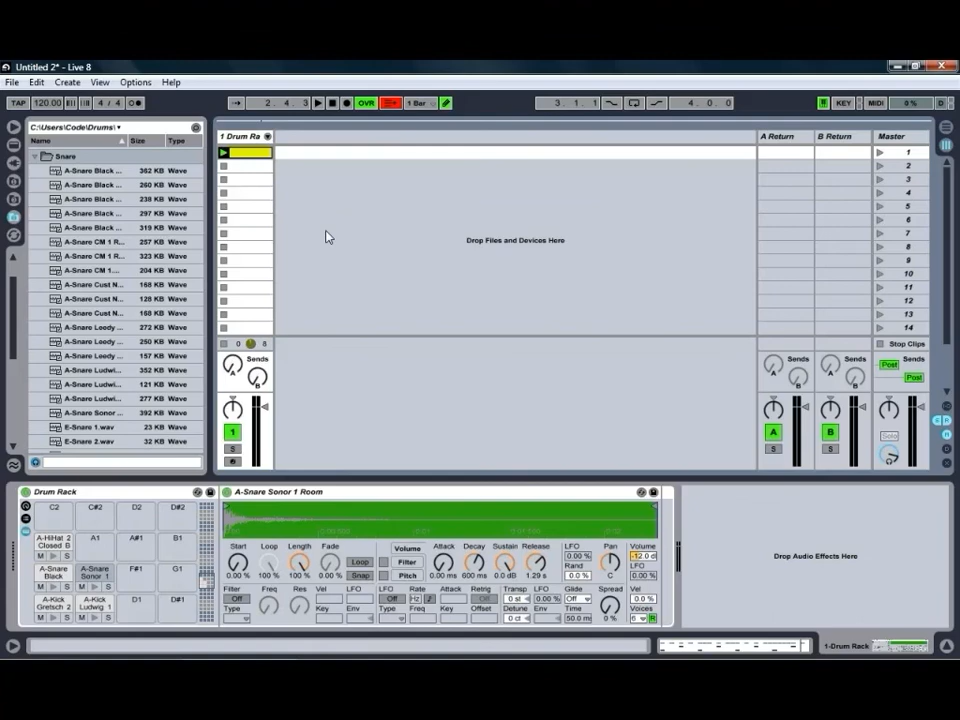 Untitled 2* - Live 8
File Edit Create View Options Help
TAP 120.00 4 / 4 2. 4. 3 OVR 1 Bar 3. 1. 1 4. 0. 0 KEY MIDI 0 % D
C:\Users\Code\Drums\
Name Size Type
Snare
A-Snare Black ... 362 KB Wave
A-Snare Black ... 260 KB Wave
A-Snare Black ... 238 KB Wave
A-Snare Black ... 297 KB Wave
A-Snare Black ... 319 KB Wave
A-Snare CM 1 R... 257 KB Wave
A-Snare CM 1 R... 323 KB Wave
A-Snare CM 1.... 204 KB Wave
A-Snare Cust N... 168 KB Wave
A-Snare Cust N... 128 KB Wave
A-Snare Cust N... 168 KB Wave
A-Snare Leedy ... 272 KB Wave
A-Snare Leedy ... 250 KB Wave
A-Snare Leedy ... 157 KB Wave
A-Snare Ludwi... 352 KB Wave
A-Snare Ludwi... 121 KB Wave
A-Snare Ludwi... 277 KB Wave
A-Snare Sonor ... 392 KB Wave
E-Snare 1.wav 23 KB Wave
E-Snare 2.wav 32 KB Wave
1 Drum Ra A Return B Return Master
1
2
3
4
5
6
7
8
9
10
11
12
13
14
Drop Files and Devices Here
0 8 Stop Clips
Sends Sends Sends Sends
A B A B A B Post Post
1 A B Solo
S S S
Drum Rack
C2 C#2 D2 D#2
A-HiHat 2 Closed B A1 A#1 B1
M S
A-Snare Black A-Snare Sonor 1 F#1 G1
M S M S
A-Kick Gretsch 2 A-Kick Ludwig 1 D1 D#1
M S M S
A-Snare Sonor 1 Room
Start Loop Length Fade Loop Snap
0.00 % 100 % 100 % 0.00 ms
Volume Filter Pitch
Attack Decay Sustain Release
0.00 ms 600 ms 0.0 dB 1.29 s
LFO 0.00 % Rand 0.0 %
Pan C
Volume -12.0 d LFO 0.00 %
Filter Off Type Freq Res Vel Env LFO Key
LFO Off Type Rate Hz Freq Attack Key Retrig Off Offset
Transp 0 st Detune 0 ct
LFO 0.00 % Env
Glide Off Time 50.0 ms
Spread 0 %
Vel 0.0 % Voices 6 R
Drop Audio Effects Here
1-Drum Rack